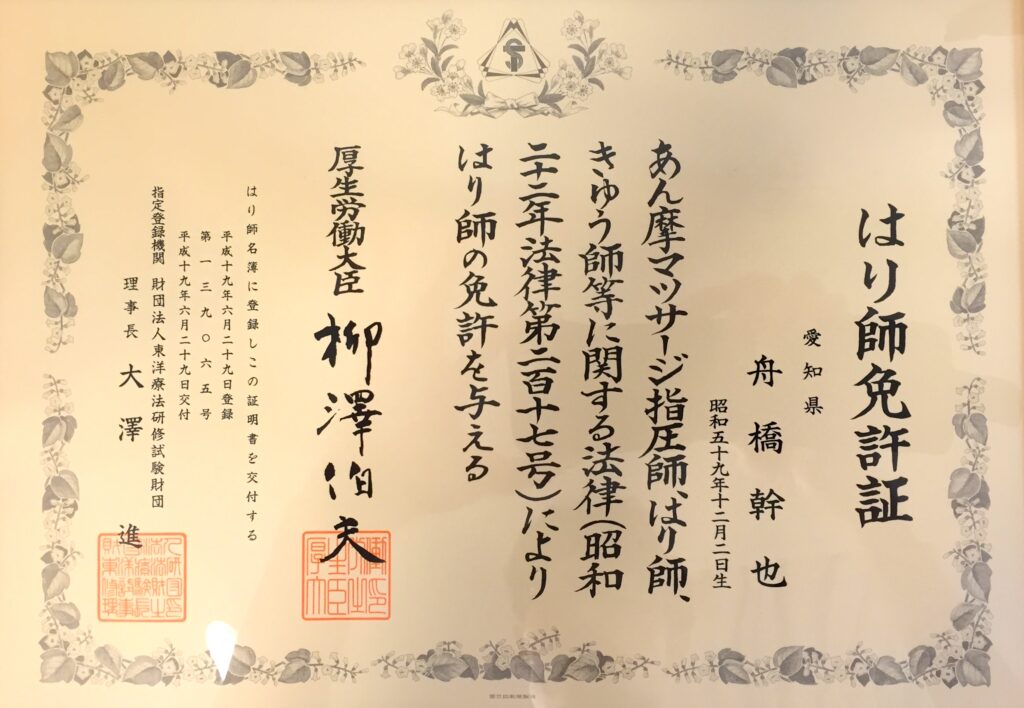 はり師免許証
愛知県
舟橋幹也
昭和五十九年十二月二日生
あん摩マツサージ指圧師、はり師、
きゆう師等に関する法律(昭和
二十二年法律第二百十七号)により
はり師の免許を与える
厚生労働大臣 柳澤伯夫
はり師名簿に登録しこの証明書を交付する
平成十九年六月二十九日登録
第一三九〇六五号
平成十九年六月二十九日交付
指定登録機関 財団法人東洋療法研修試験財団
理事長 大澤進